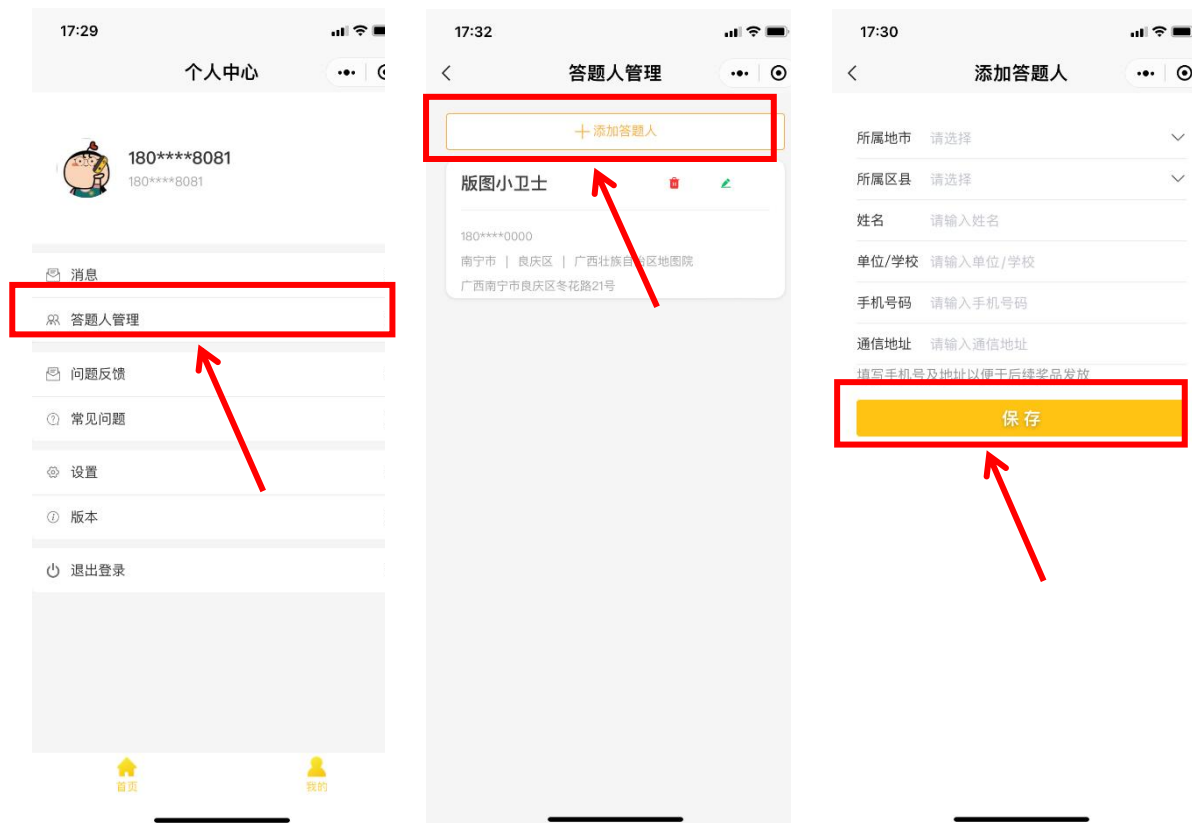 17:29
个人中心
180****8081
180****8081
消息
答题人管理
问题反馈
常见问题
设置
版本
退出登录
首页
我的
17:32
答题人管理
添加答题人
版图小卫士
180****0000
南宁市 | 良庆区 | 广西壮族自治区地图院
广西南宁市良庆区冬花路21号
17:30
添加答题人
所属地市 请选择
所属区县 请选择
姓名 请输入姓名
单位/学校 请输入单位/学校
手机号码 请输入手机号码
通信地址 请输入通信地址
填写手机号及地址以便于后续奖品发放
保存